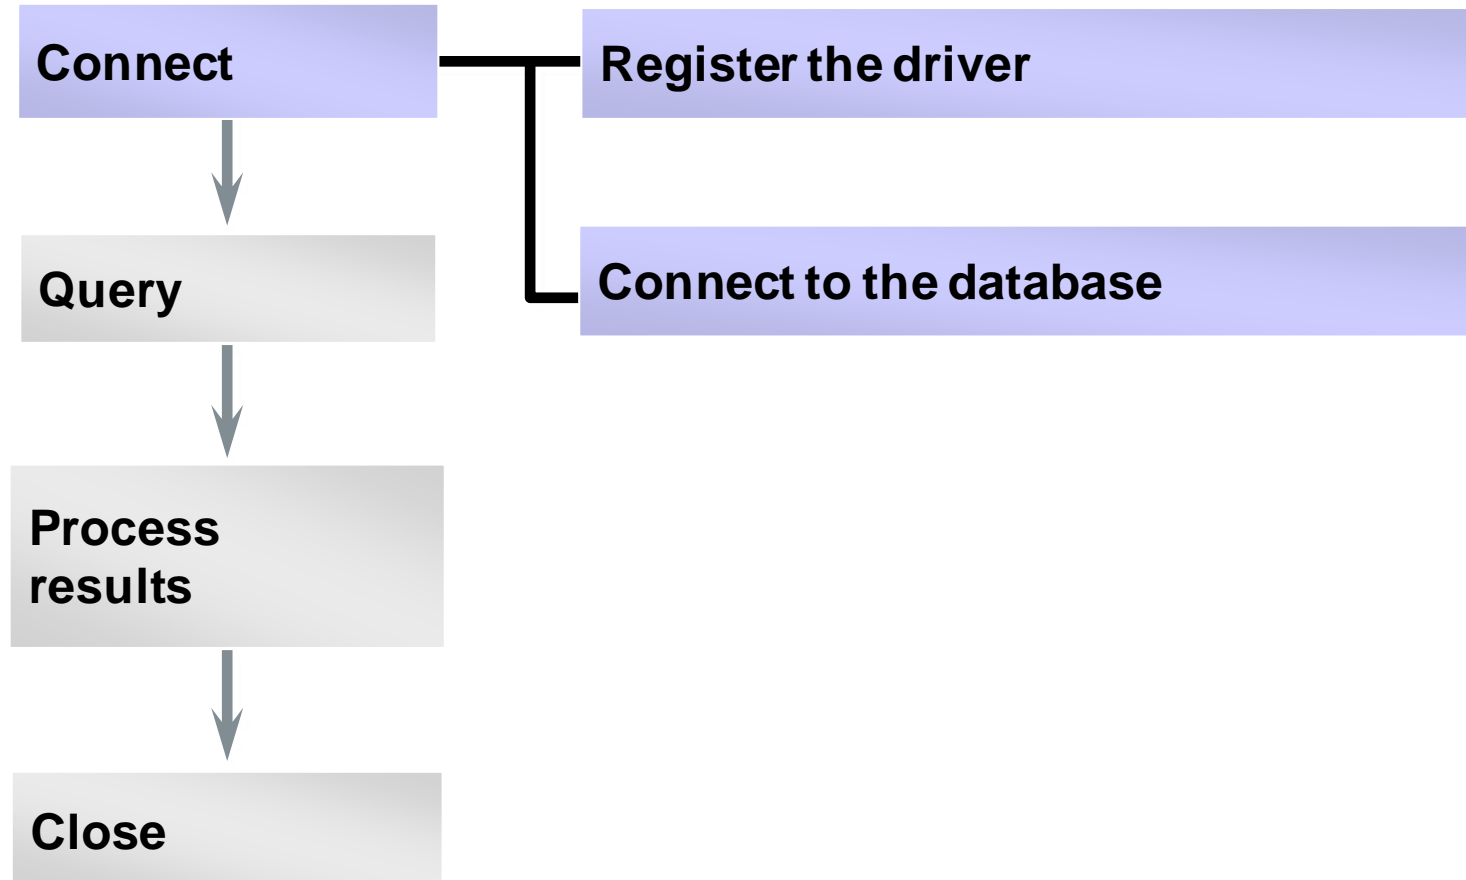 Connect
Register the driver
Query
Connect to the database
Process
results
Close